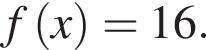 f (x) = 16.